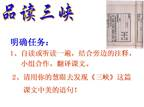 品读三峡
明确任务：
1、自读或听读一遍，结合旁边的注释，
小组合作，翻译课文。
2、请用你的慧眼大发现《三峡》这篇
课文中美的语句！